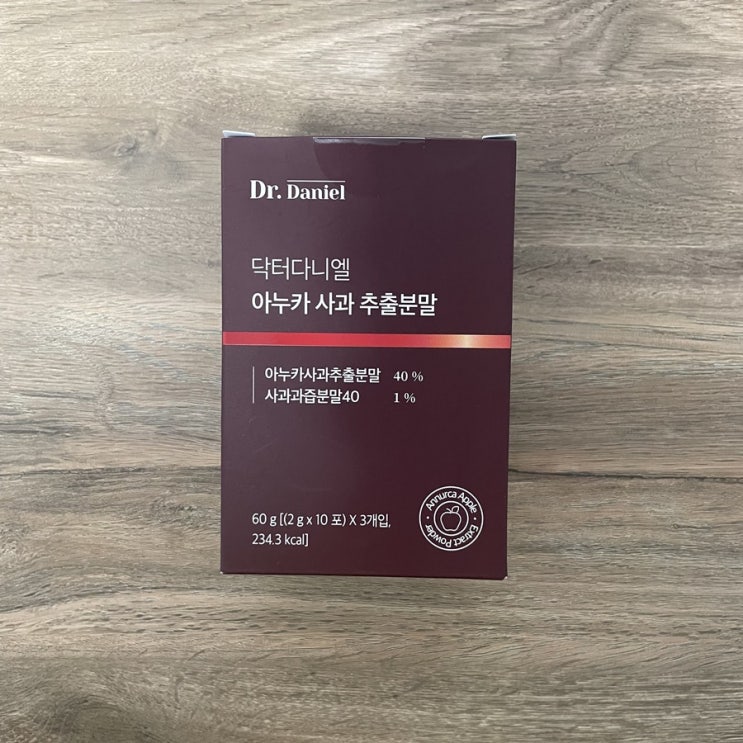 Dr. Daniel
닥터다니엘
아누카 사과 추출분말
아누카사과추출분말 40 %
사과과즙분말40 1 %
60 g [(2 g x 10 포) X 3개입,
234.3 kcal]
Annurca Apple • Extract Powder •